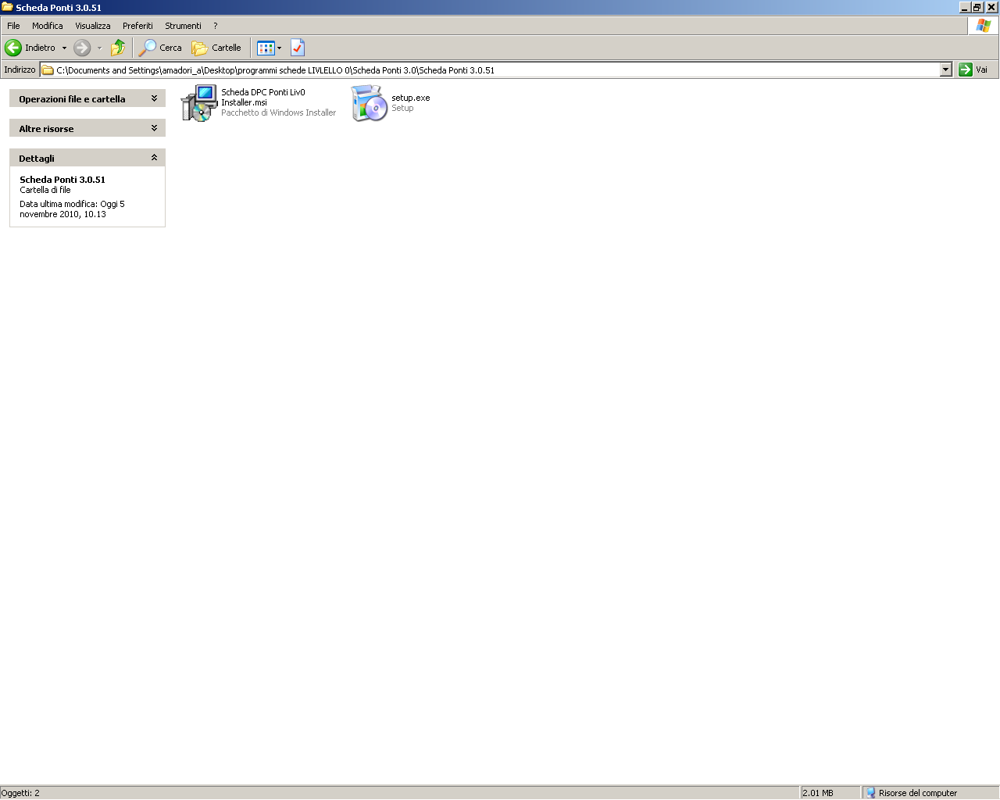 Scheda Ponti 3.0.51
File Modifica Visualizza Preferiti Strumenti ?
Indietro Cerca Cartelle
Indirizzo C:\Documents and Settings\amadori_a\Desktop\programmi schede LIVLELLO 0\Scheda Ponti 3.0\Scheda Ponti 3.0.51 Vai
Operazioni file e cartella
Altre risorse
Dettagli
Scheda Ponti 3.0.51
Cartella di file
Data ultima modifica: Oggi 5
novembre 2010, 10.13
Scheda DPC Ponti Liv0
Installer.msi
Pacchetto di Windows Installer
setup.exe
Setup
Oggetti: 2 2.01 MB Risorse del computer